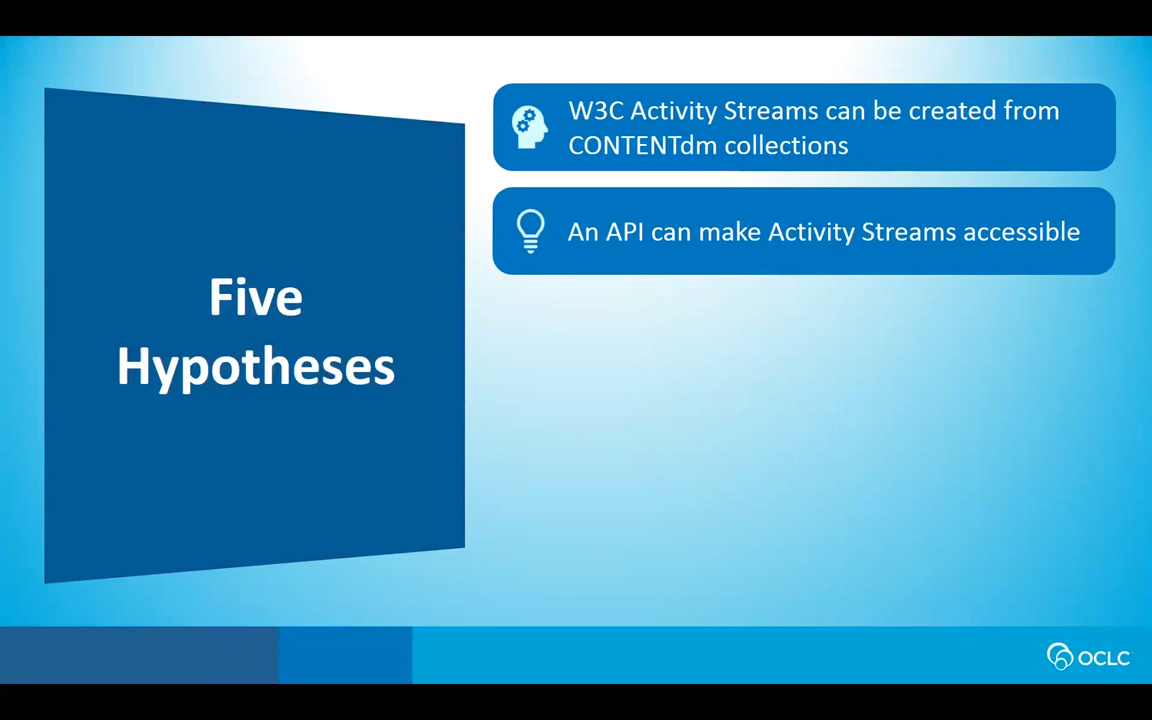 Five
Hypotheses
W3C Activity Streams can be created from
CONTENTdm collections
An API can make Activity Streams accessible
OCLC